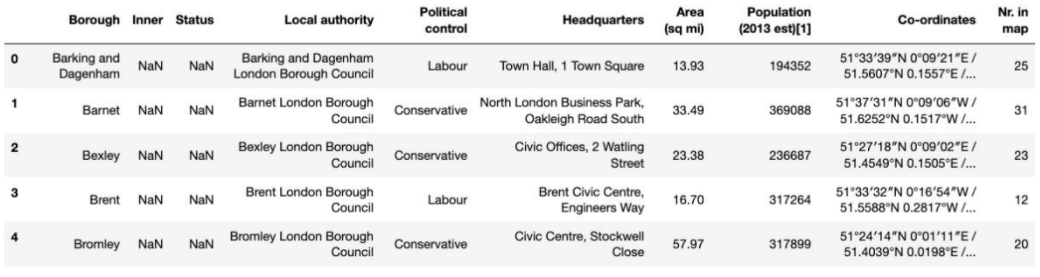 Borough Inner Status Local authority Political control Headquarters Area (sq mi) Population (2013 est)[1] Co-ordinates Nr. in map
0 Barking and Dagenham NaN NaN Barking and Dagenham London Borough Council Labour Town Hall, 1 Town Square 13.93 194352 51°33′39″N 0°09′21″E / 51.5607°N 0.1557°E /... 25
1 Barnet NaN NaN Barnet London Borough Council Conservative North London Business Park, Oakleigh Road South 33.49 369088 51°37′31″N 0°09′06″W / 51.6252°N 0.1517°W /... 31
2 Bexley NaN NaN Bexley London Borough Council Conservative Civic Offices, 2 Watling Street 23.38 236687 51°27′18″N 0°09′02″E / 51.4549°N 0.1505°E /... 23
3 Brent NaN NaN Brent London Borough Council Labour Brent Civic Centre, Engineers Way 16.70 317264 51°33′32″N 0°16′54″W / 51.5588°N 0.2817°W /... 12
4 Bromley NaN NaN Bromley London Borough Council Conservative Civic Centre, Stockwell Close 57.97 317899 51°24′14″N 0°01′11″E / 51.4039°N 0.0198°E /... 20